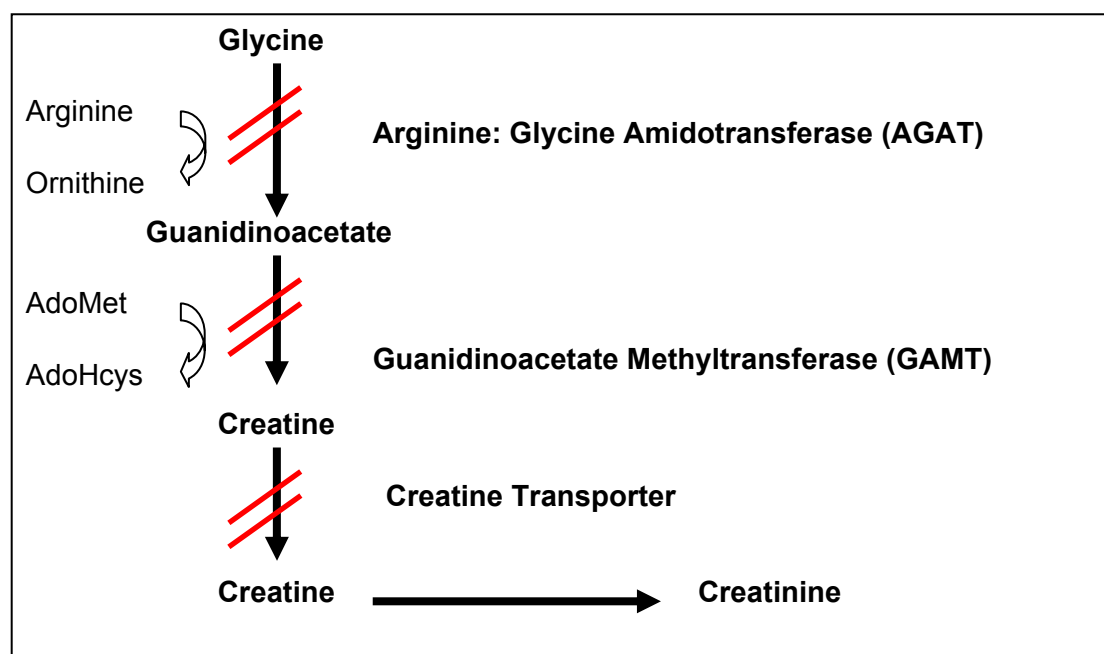 Glycine
Arginine
Arginine: Glycine Amidotransferase (AGAT)
Ornithine
Guanidinoacetate
AdoMet
Guanidinoacetate Methyltransferase (GAMT)
AdoHcys
Creatine
Creatine Transporter
Creatine
Creatinine